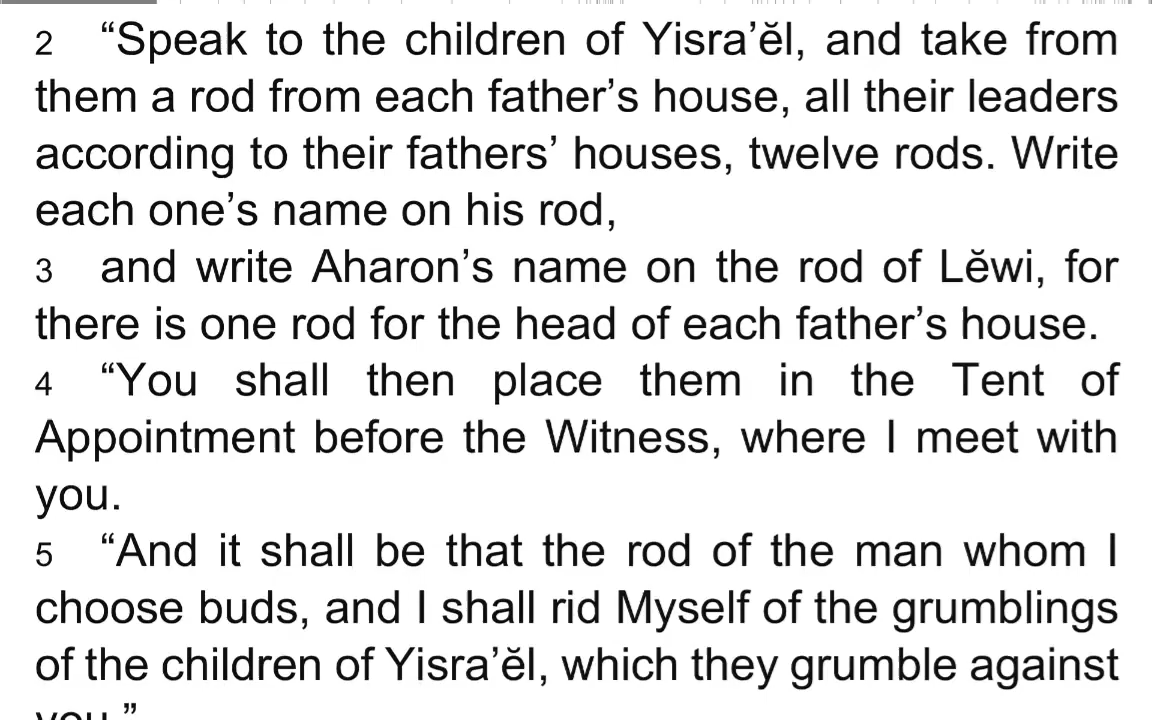 2 “Speak to the children of Yisra’ĕl, and take from
them a rod from each father’s house, all their leaders
according to their fathers’ houses, twelve rods. Write
each one’s name on his rod,
3 and write Aharon’s name on the rod of Lĕwi, for
there is one rod for the head of each father’s house.
4 “You shall then place them in the Tent of
Appointment before the Witness, where I meet with
you.
5 “And it shall be that the rod of the man whom I
choose buds, and I shall rid Myself of the grumblings
of the children of Yisra’ĕl, which they grumble against
you.”